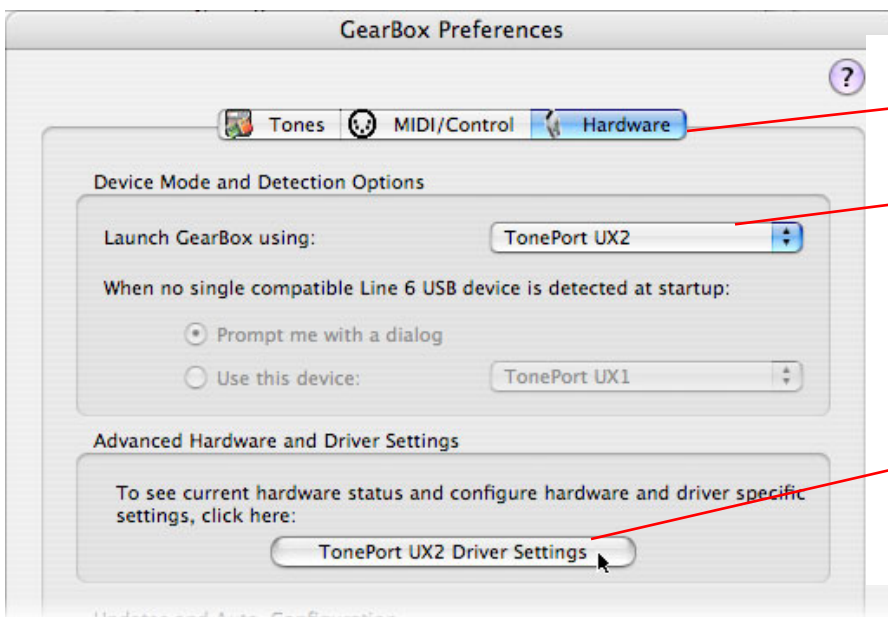 GearBox Preferences
?
Tones MIDI/Control Hardware
Device Mode and Detection Options
Launch GearBox using: TonePort UX2
When no single compatible Line 6 USB device is detected at startup:
Prompt me with a dialog
Use this device: TonePort UX1
Advanced Hardware and Driver Settings
To see current hardware status and configure hardware and driver specific
settings, click here:
TonePort UX2 Driver Settings